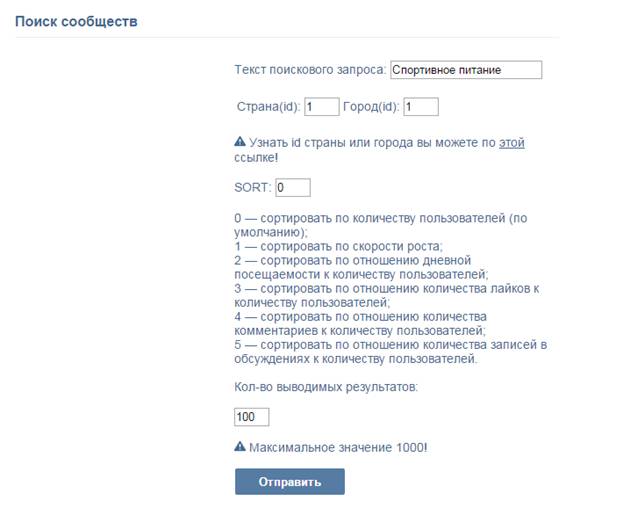 Поиск сообществ
Текст поискового запроса: Спортивное питание
Страна(id): 1 Город(id): 1
Узнать id страны или города вы можете по этой
ссылке!
SORT: 0
0 — сортировать по количеству пользователей (по
умолчанию);
1 — сортировать по скорости роста;
2 — сортировать по отношению дневной
посещаемости к количеству пользователей;
3 — сортировать по отношению количества лайков к
количеству пользователей;
4 — сортировать по отношению количества
комментариев к количеству пользователей;
5 — сортировать по отношению количества записей в
обсуждениях к количеству пользователей.
Кол-во выводимых результатов:
100
Максимальное значение 1000!
Отправить